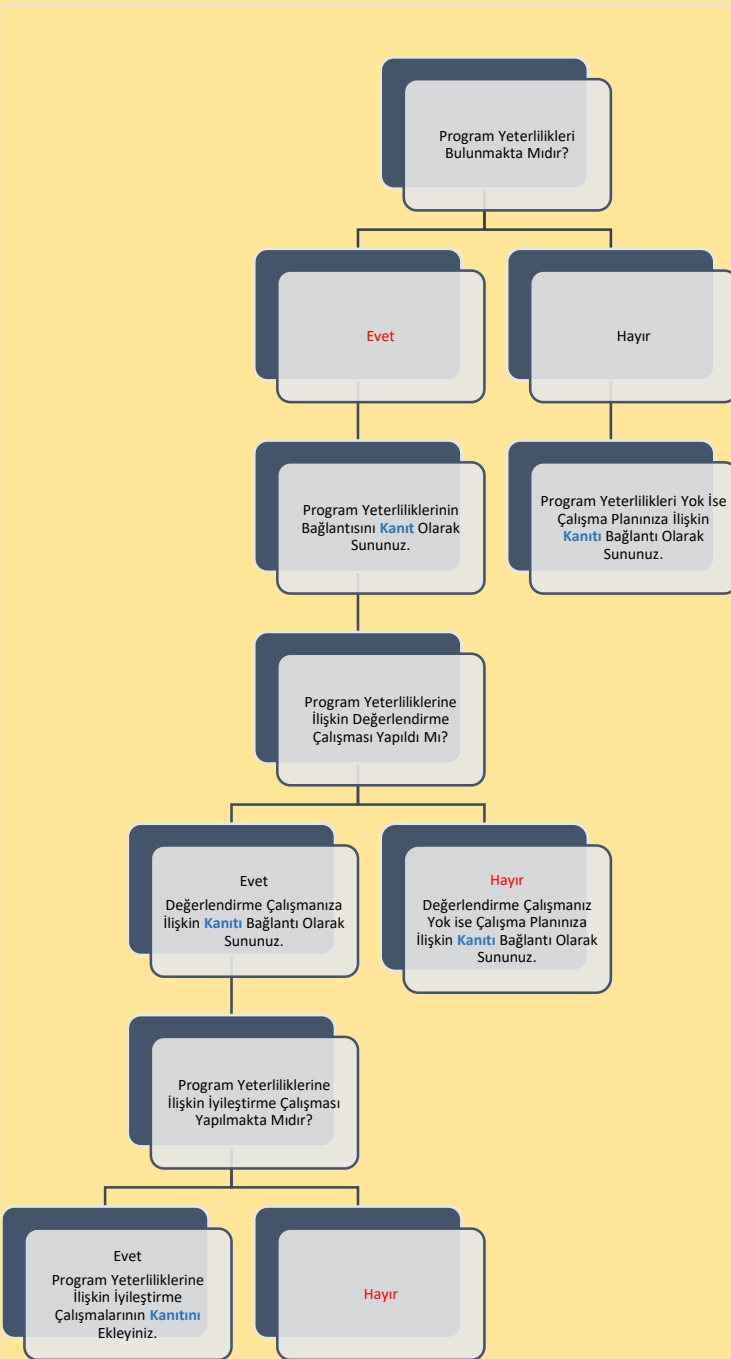 Program Yeterlilikleri
Bulunmakta Mıdır?
Evet
Hayır
Program Yeterliliklerinin
Bağlantısını Kanıt Olarak
Sununuz.
Program Yeterlilikleri Yok İse
Çalışma Planınıza İlişkin
Kanıtı Bağlantı Olarak
Sununuz.
Program Yeterliliklerine
İlişkin Değerlendirme
Çalışması Yapıldı Mı?
Evet
Değerlendirme Çalışmanıza
İlişkin Kanıtı Bağlantı Olarak
Sununuz.
Hayır
Değerlendirme Çalışmanız
Yok ise Çalışma Planınıza
İlişkin Kanıtı Bağlantı Olarak
Sununuz.
Program Yeterliliklerine
İlişkin İyileştirme Çalışması
Yapılmakta Mıdır?
Evet
Program Yeterliliklerine
İlişkin İyileştirme
Çalışmalarının Kanıtını
Ekleyiniz.
Hayır